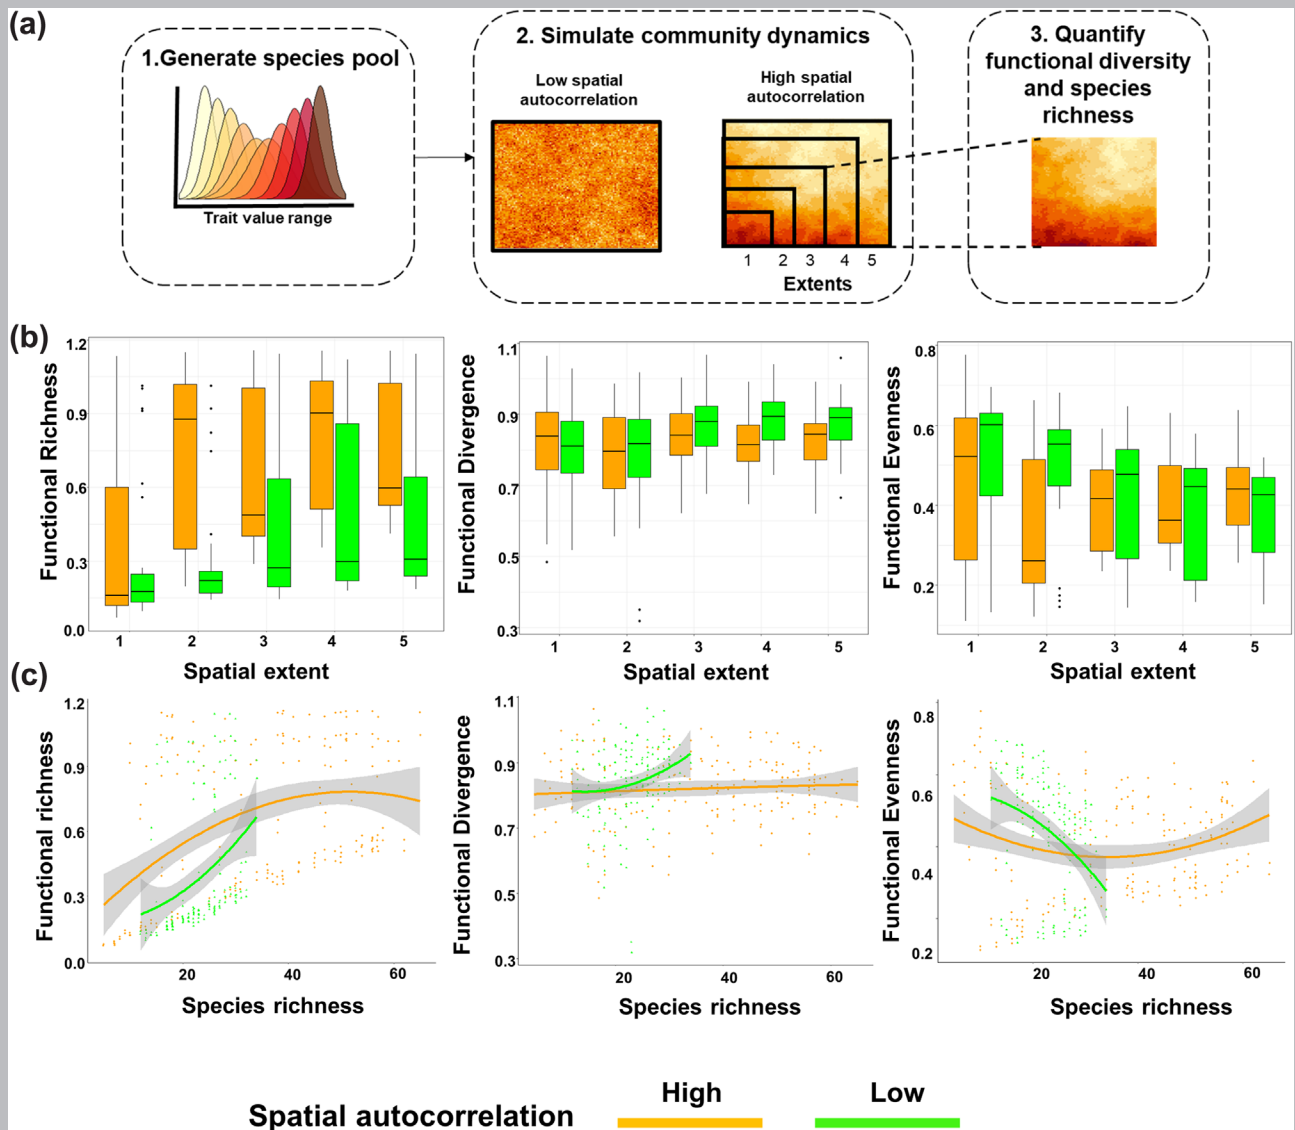 (a)
1.Generate species pool
Trait value range
2. Simulate community dynamics
Low spatial
autocorrelation
High spatial
autocorrelation
1 2 3 4 5
Extents
3. Quantify
functional diversity
and species
richness
(b)
Functional Richness
1.2
0.9
0.6
0.3
0.0
1 2 3 4 5
Spatial extent
Functional Divergence
1.1
0.9
0.7
0.5
0.3
1 2 3 4 5
Spatial extent
Functional Evenness
0.8
0.6
0.4
0.2
1 2 3 4 5
Spatial extent
(c)
Functional richness
1.2
0.9
0.6
0.3
0.0
20 40 60
Species richness
Functional Divergence
1.1
0.9
0.7
0.5
0.3
20 40 60
Species richness
Functional Evenness
0.8
0.6
0.4
0.2
20 40 60
Species richness
Spatial autocorrelation
High
Low